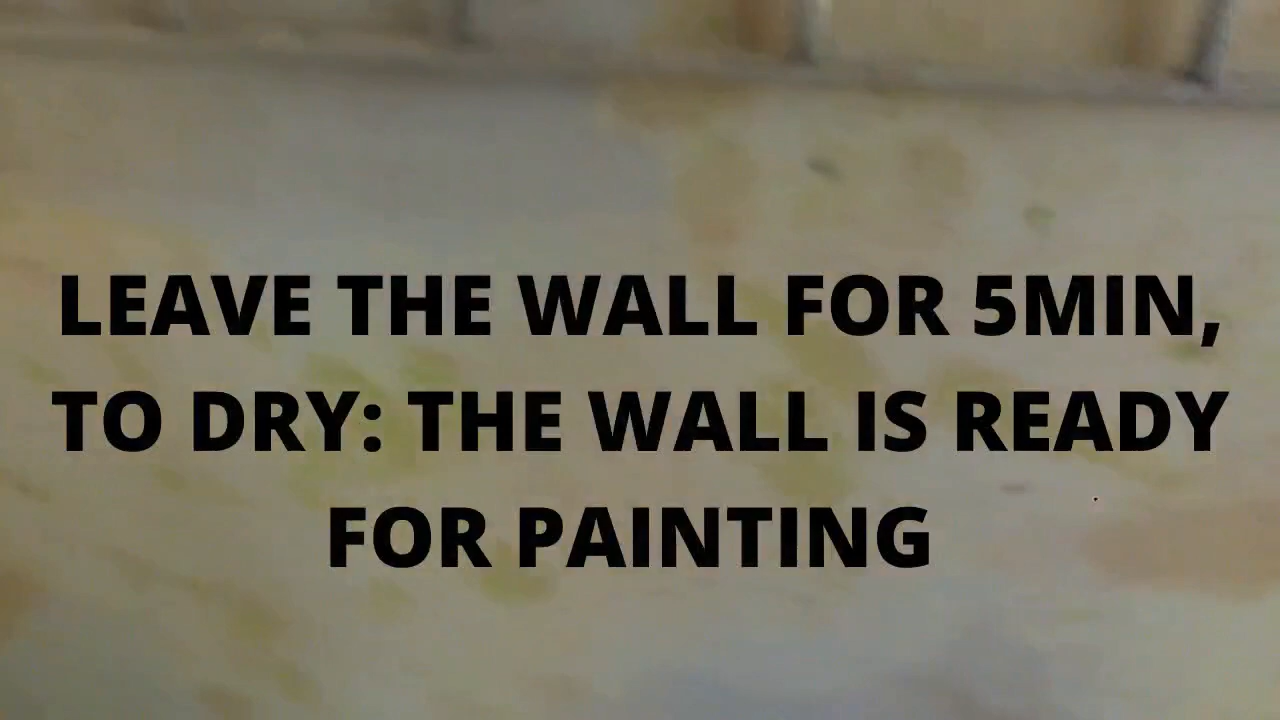 LEAVE THE WALL FOR 5MIN,
TO DRY: THE WALL IS READY
FOR PAINTING